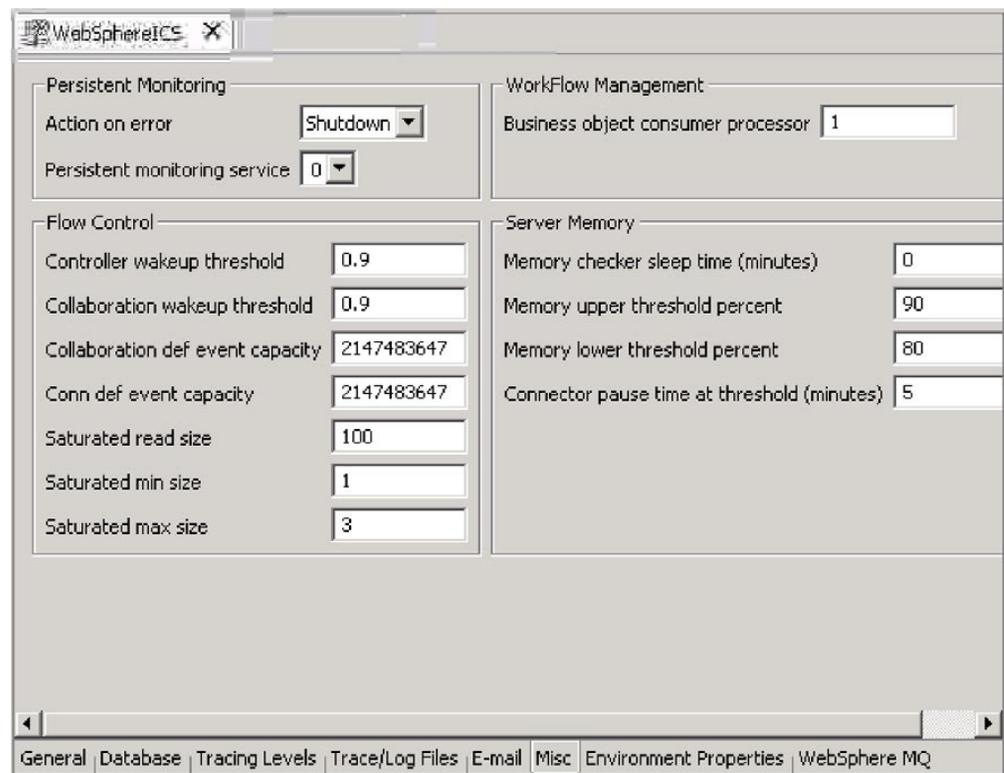 WebSphereICS
Persistent Monitoring
Action on error Shutdown
Persistent monitoring service 0
WorkFlow Management
Business object consumer processor 1
Flow Control
Controller wakeup threshold 0.9
Collaboration wakeup threshold 0.9
Collaboration def event capacity 2147483647
Conn def event capacity 2147483647
Saturated read size 100
Saturated min size 1
Saturated max size 3
Server Memory
Memory checker sleep time (minutes) 0
Memory upper threshold percent 90
Memory lower threshold percent 80
Connector pause time at threshold (minutes) 5
General Database Tracing Levels Trace/Log Files E-mail Misc Environment Properties WebSphere MQ